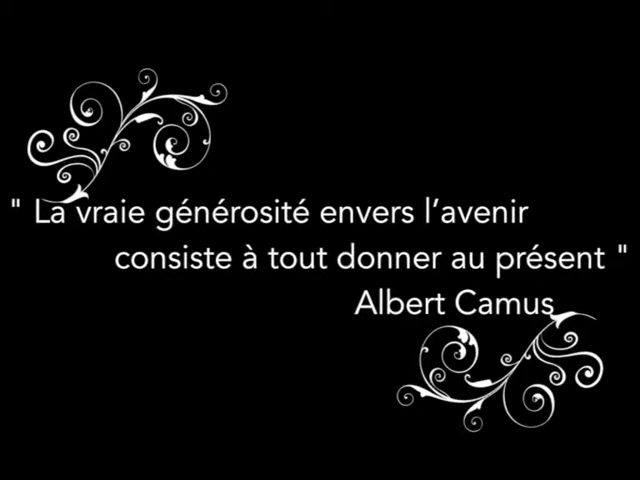 " La vraie générosité envers l’avenir
consiste à tout donner au présent "
Albert Camus